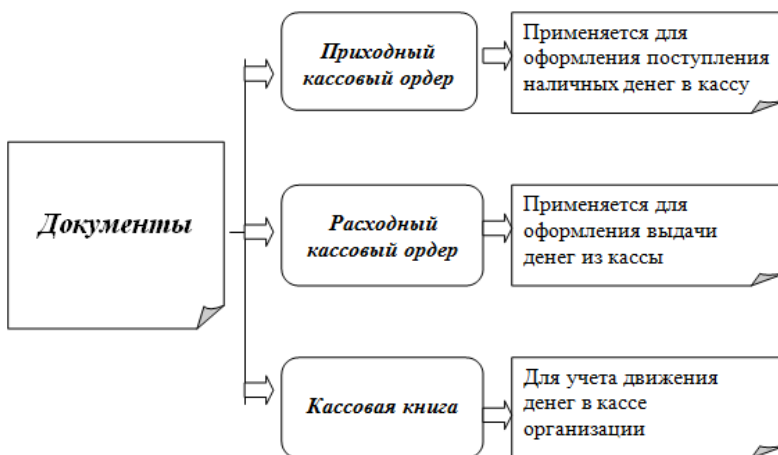 Документы
Приходный
кассовый ордер
Применяется для
оформления поступления
наличных денег в кассу
Расходный
кассовый ордер
Применяется для
оформления выдачи
денег из кассы
Кассовая книга
Для учета движения
денег в кассе
организации